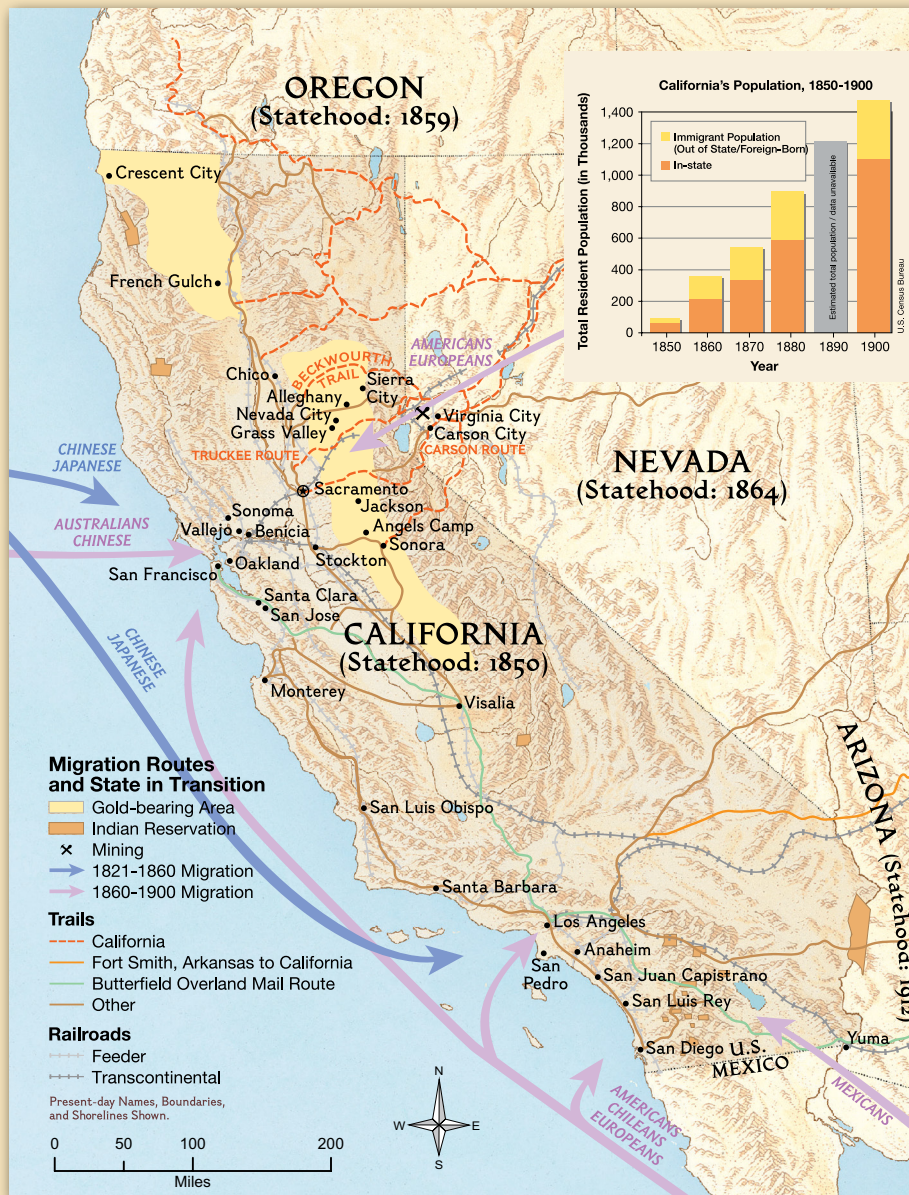 OREGON
(Statehood: 1859)
California's Population, 1850-1900
Total Resident Population (in Thousands)
1,400
1,200
1,000
800
600
400
200
0
Immigrant Population
(Out of State/Foreign-Born)
In-state
Estimated total population / data unavailable
1850
1860
1870
1880
1890
1900
Year
U.S. Census Bureau
Crescent City
French Gulch
AMERICANS
EUROPEANS
Chico
BECKWOURTH
TRAIL
Sierra
City
Alleghany
Nevada City
Grass Valley
Virginia City
Carson City
TRUCKEE ROUTE
CARSON ROUTE
NEVADA
(Statehood: 1864)
CHINESE
JAPANESE
Sacramento
Jackson
Sonoma
Vallejo
Benicia
Angels Camp
Sonora
AUSTRALIANS
CHINESE
Stockton
Oakland
San Francisco
Santa Clara
San Jose
CALIFORNIA
(Statehood: 1850)
CHINESE
JAPANESE
Monterey
Visalia
ARIZONA (Statehood: 1912)
San Luis Obispo
Santa Barbara
Los Angeles
Anaheim
San
Pedro
San Juan Capistrano
San Luis Rey
San Diego
U.S.
MEXICO
Yuma
MEXICANS
AMERICANS
CHILEANS
EUROPEANS
Migration Routes
and State in Transition
Gold-bearing Area
Indian Reservation
Mining
1821-1860 Migration
1860-1900 Migration
Trails
California
Fort Smith, Arkansas to California
Butterfield Overland Mail Route
Other
Railroads
Feeder
Transcontinental
Present-day Names, Boundaries,
and Shorelines Shown.
0 50 100 200
Miles
N
W E
S